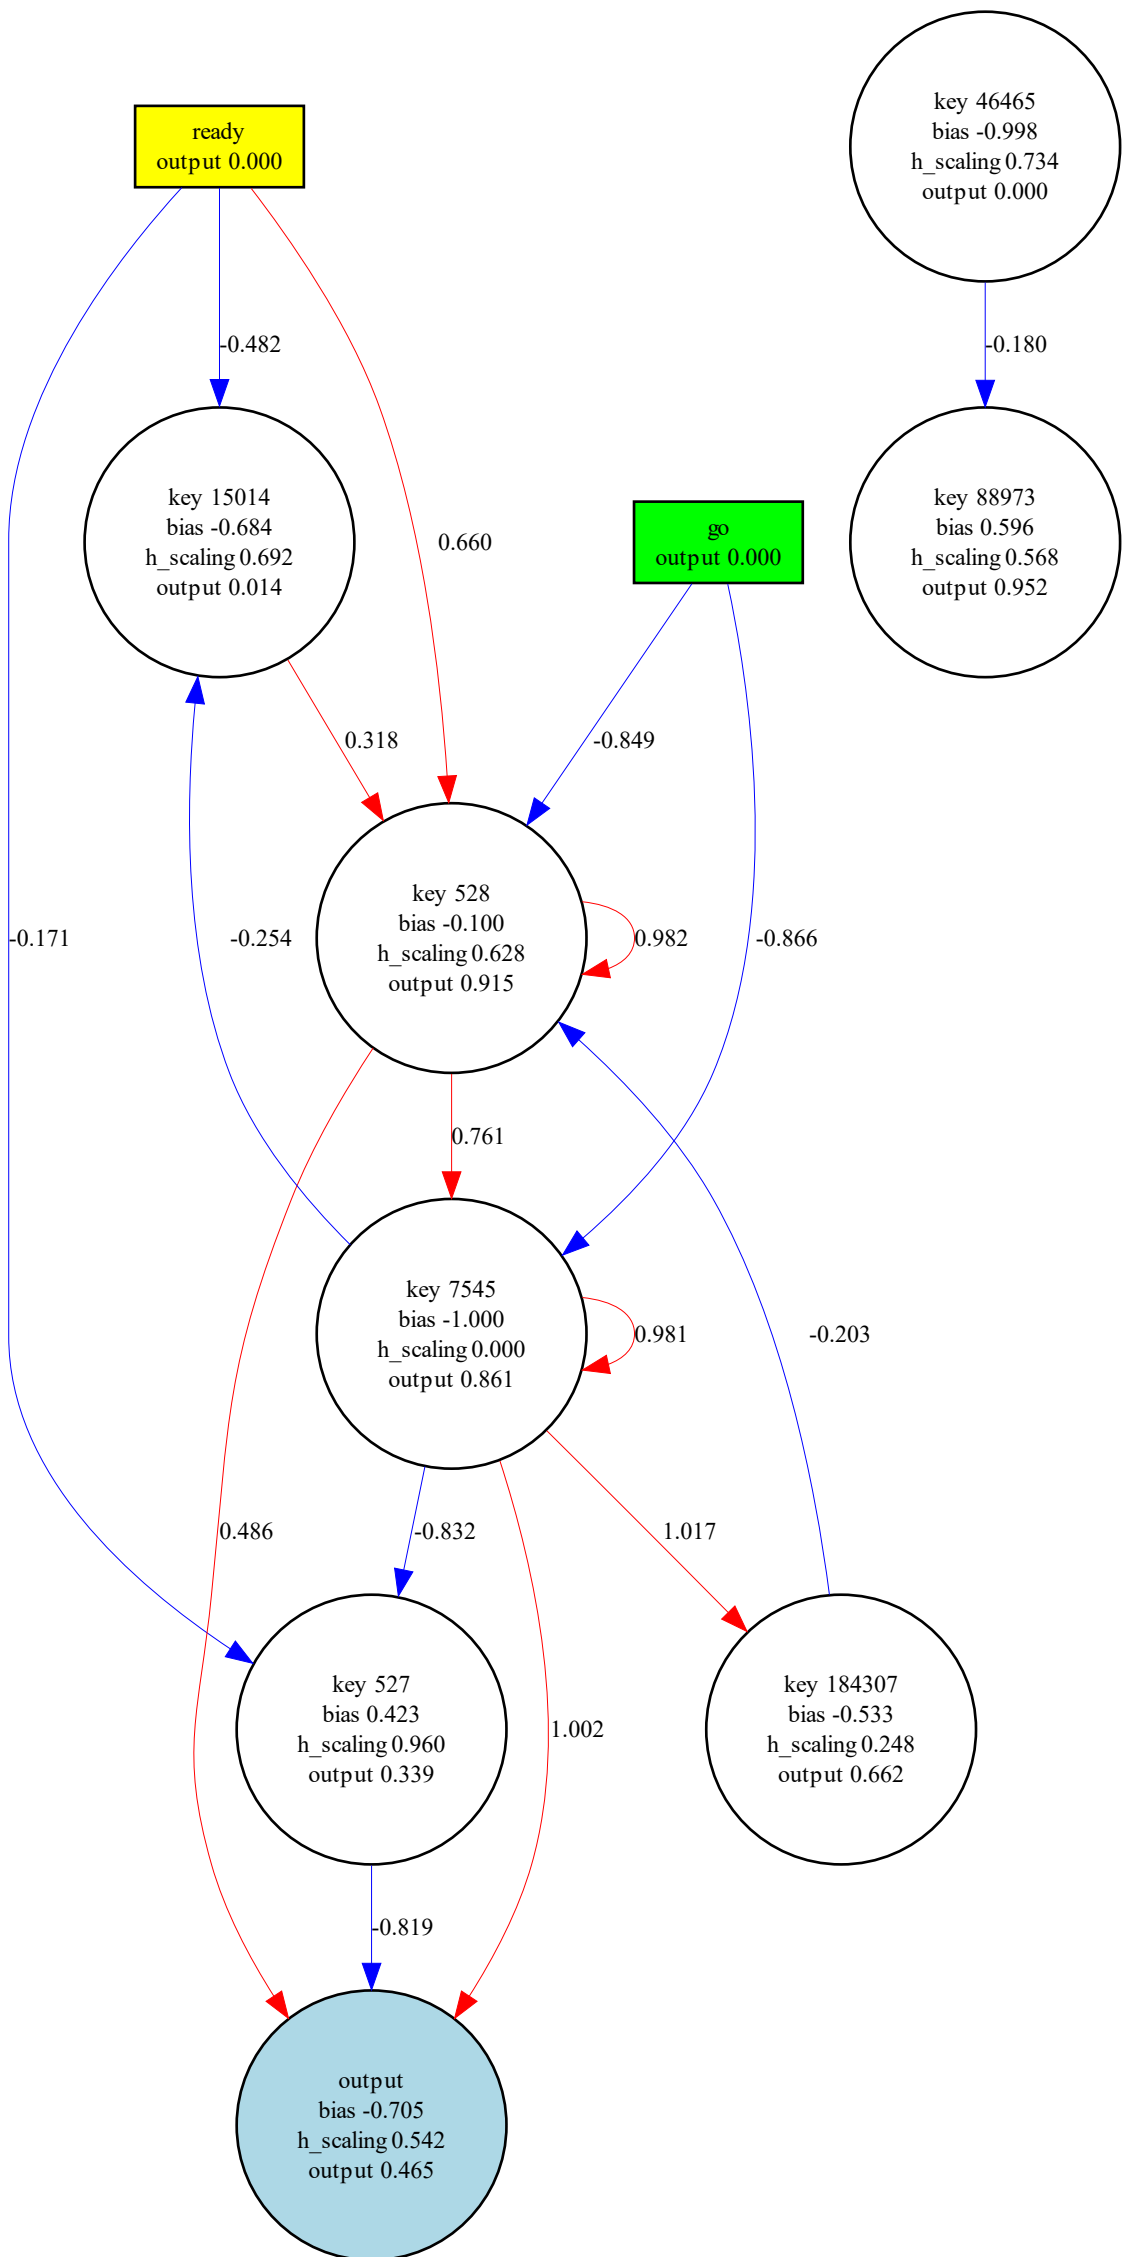 key 46465
bias -0.998
h_scaling 0.734
output 0.000
ready
output 0.000
-0.482
-0.180
key 15014
bias -0.684
h_scaling 0.692
output 0.014
0.660
go
output 0.000
key 88973
bias 0.596
h_scaling 0.568
output 0.952
0.318
-0.849
key 528
bias -0.100
h_scaling 0.628
output 0.915
-0.171
-0.254
0.982
-0.866
0.761
key 7545
bias -1.000
h_scaling 0.000
output 0.861
0.981
-0.203
0.486
-0.832
1.017
key 527
bias 0.423
h_scaling 0.960
output 0.339
1.002
key 184307
bias -0.533
h_scaling 0.248
output 0.662
-0.819
output
bias -0.705
h_scaling 0.542
output 0.465